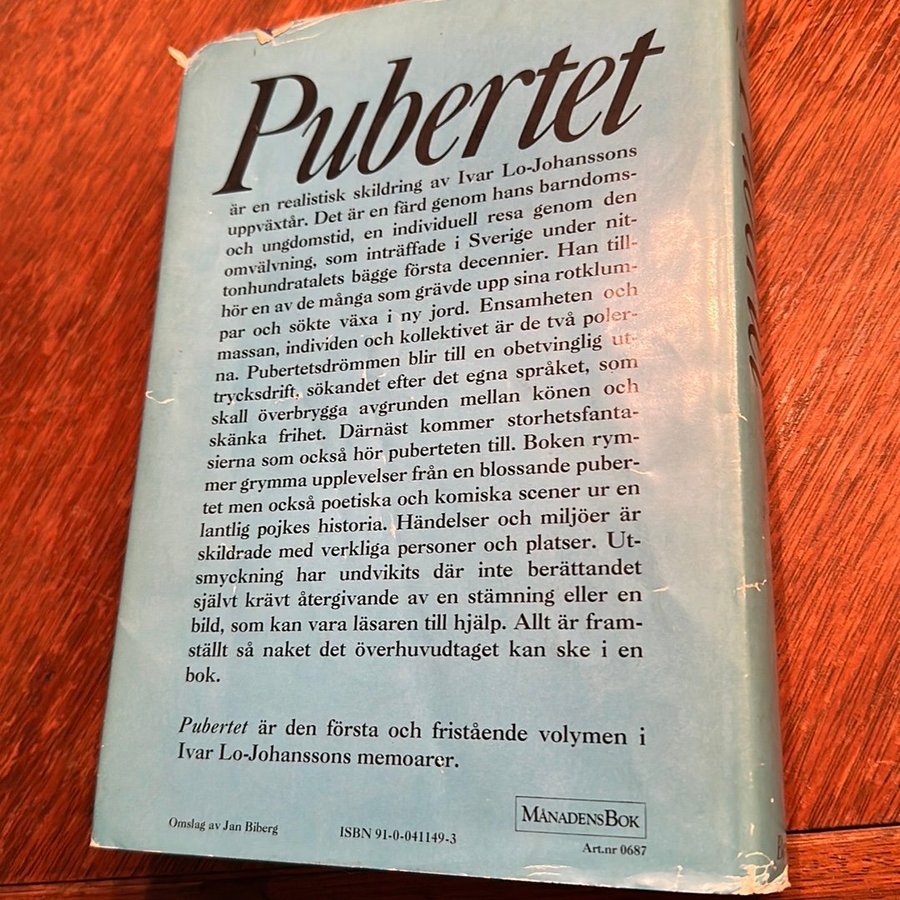 Pubertet
är en realistisk skildring av Ivar Lo-Johanssons
uppväxtår. Det är en färd genom hans barndoms-
och ungdomstid, en individuell resa genom den
omvälvning, som inträffade i Sverige under nit-
tonhundratalets bägge första decennier. Han till-
hör en av de många som grävde upp sina rotklum-
par och sökte växa i ny jord. Ensamheten och
massan, individen och kollektivet är de två poler-
na. Pubertetsdrömmen blir till en obetvinglig ut-
trycksdrift, sökandet efter det egna språket, som
skall överbrygga avgrunden mellan könen och
skänka frihet. Därnäst kommer storhetsfanta-
sierna som också hör puberteten till. Boken rym-
mer grymma upplevelser från en blossande puber-
tet men också poetiska och komiska scener ur en
lantlig pojkes historia. Händelser och miljöer är
skildrade med verkliga personer och platser. Ut-
smyckning har undvikits där inte berättandet
självt krävt återgivande av en stämning eller en
bild, som kan vara läsaren till hjälp. Allt är fram-
ställt så naket det överhuvudtaget kan ske i en
bok.
Pubertet är den första och fristående volymen i
Ivar Lo-Johanssons memoarer.
Omslag av Jan Biberg
ISBN 91-0-041149-3
MÅNADENSBOK
Art.nr 0687